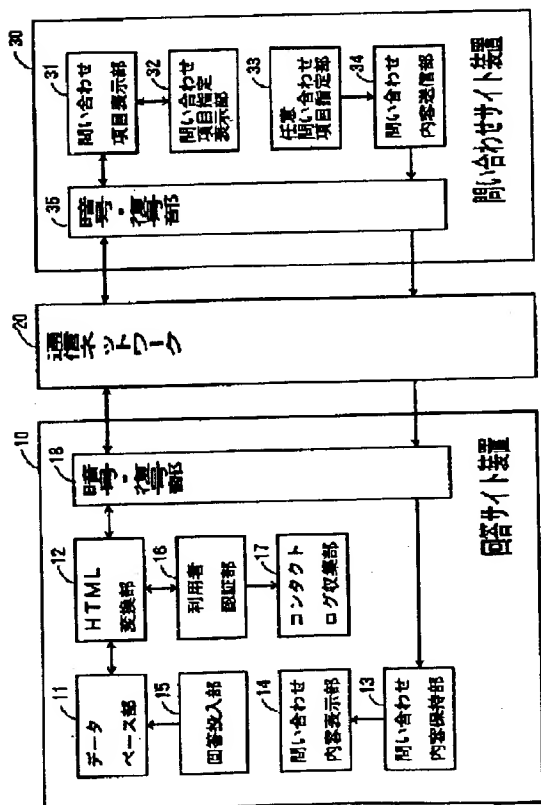 10
11
データ
ベース部
12
HTML
変換部
18
暗号・復号部
15
回答投入部
16
利用者
認証部
14
問い合わせ
内容表示部
17
コンタクト
ログ収集部
13
問い合わせ
内容保持部
回答サイト装置
20
通信ネットワーク
30
35
暗号・復号部
31
問い合わせ
項目表示部
32
問い合わせ
項目指定
表示部
33
任意
問い合わせ
項目指定部
34
問い合わせ
内容送信部
問い合わせサイト装置